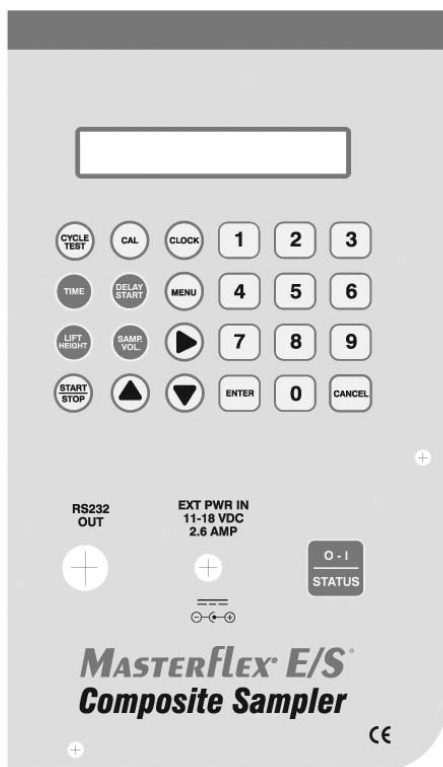 CYCLE TEST CAL CLOCK 1 2 3
TIME DELAY START MENU 4 5 6
LIFT HEIGHT SAMP. VOL. 7 8 9
START STOP ENTER 0 CANCEL
RS232
OUT
EXT PWR IN
11-18 VDC
2.6 AMP
O - I
STATUS
MASTERFLEX E/S
Composite Sampler
CE